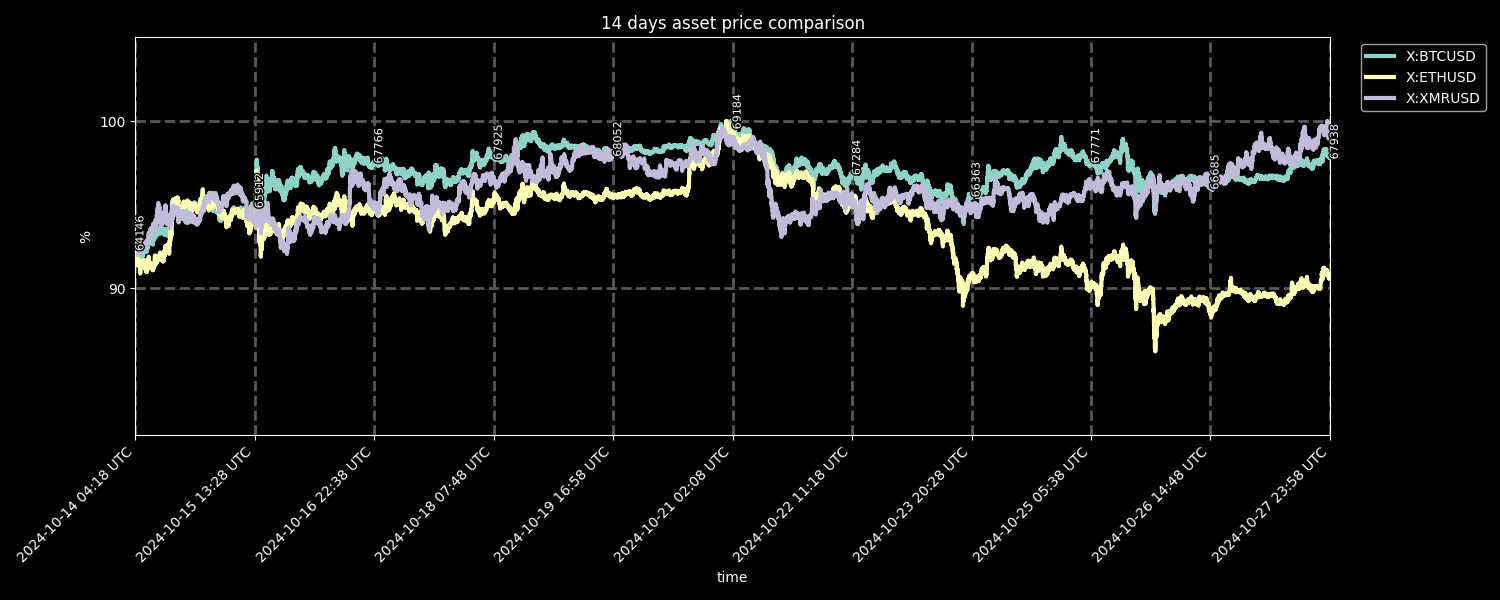 14 days asset price comparison
X:BTCUSD
X:ETHUSD
X:XMRUSD
%
100
90
64146
65912
67766
67925
68052
69184
67284
66363
67771
66685
67938
2024-10-14 04:18 UTC
2024-10-15 13:28 UTC
2024-10-16 22:38 UTC
2024-10-18 07:48 UTC
2024-10-19 16:58 UTC
2024-10-21 02:08 UTC
2024-10-22 11:18 UTC
2024-10-23 20:28 UTC
2024-10-25 05:38 UTC
2024-10-26 14:48 UTC
2024-10-27 23:58 UTC
time